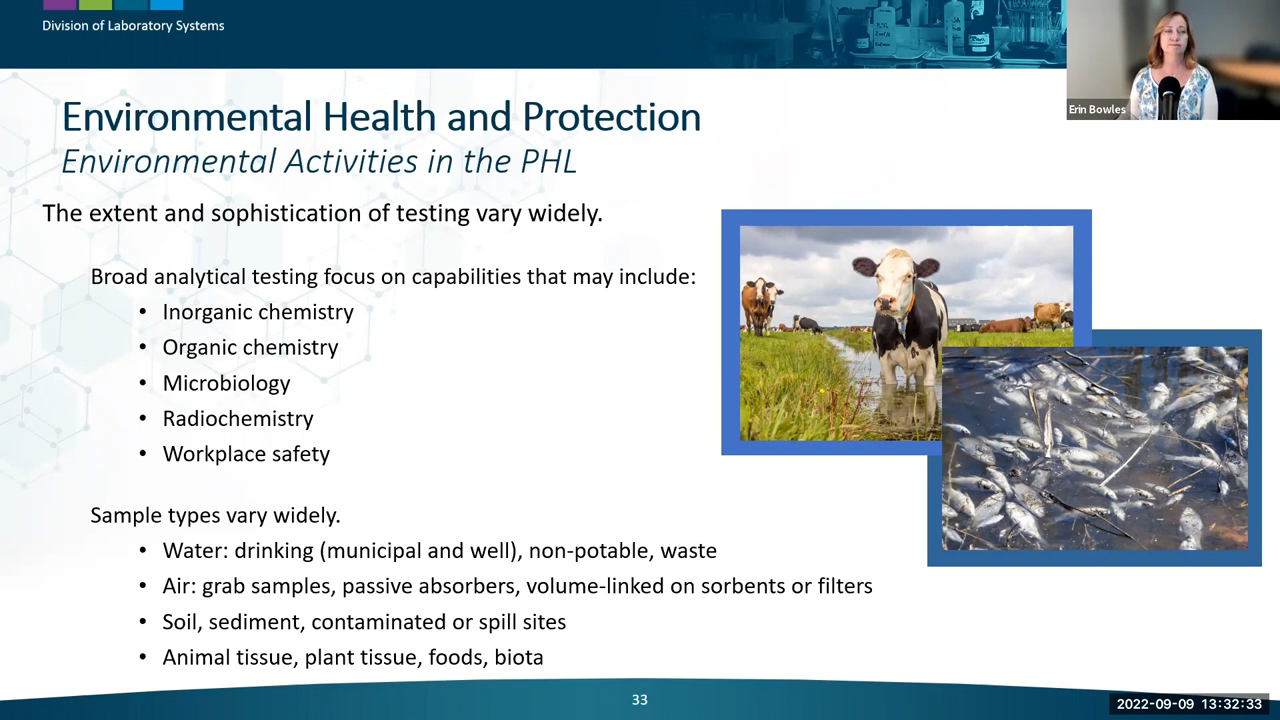 Division of Laboratory Systems
Erin Bowles
Environmental Health and Protection
Environmental Activities in the PHL
The extent and sophistication of testing vary widely.
Broad analytical testing focus on capabilities that may include:
• Inorganic chemistry
• Organic chemistry
• Microbiology
• Radiochemistry
• Workplace safety
Sample types vary widely.
• Water: drinking (municipal and well), non-potable, waste
• Air: grab samples, passive absorbers, volume-linked on sorbents or filters
• Soil, sediment, contaminated or spill sites
• Animal tissue, plant tissue, foods, biota
33
2022-09-09 13:32:33